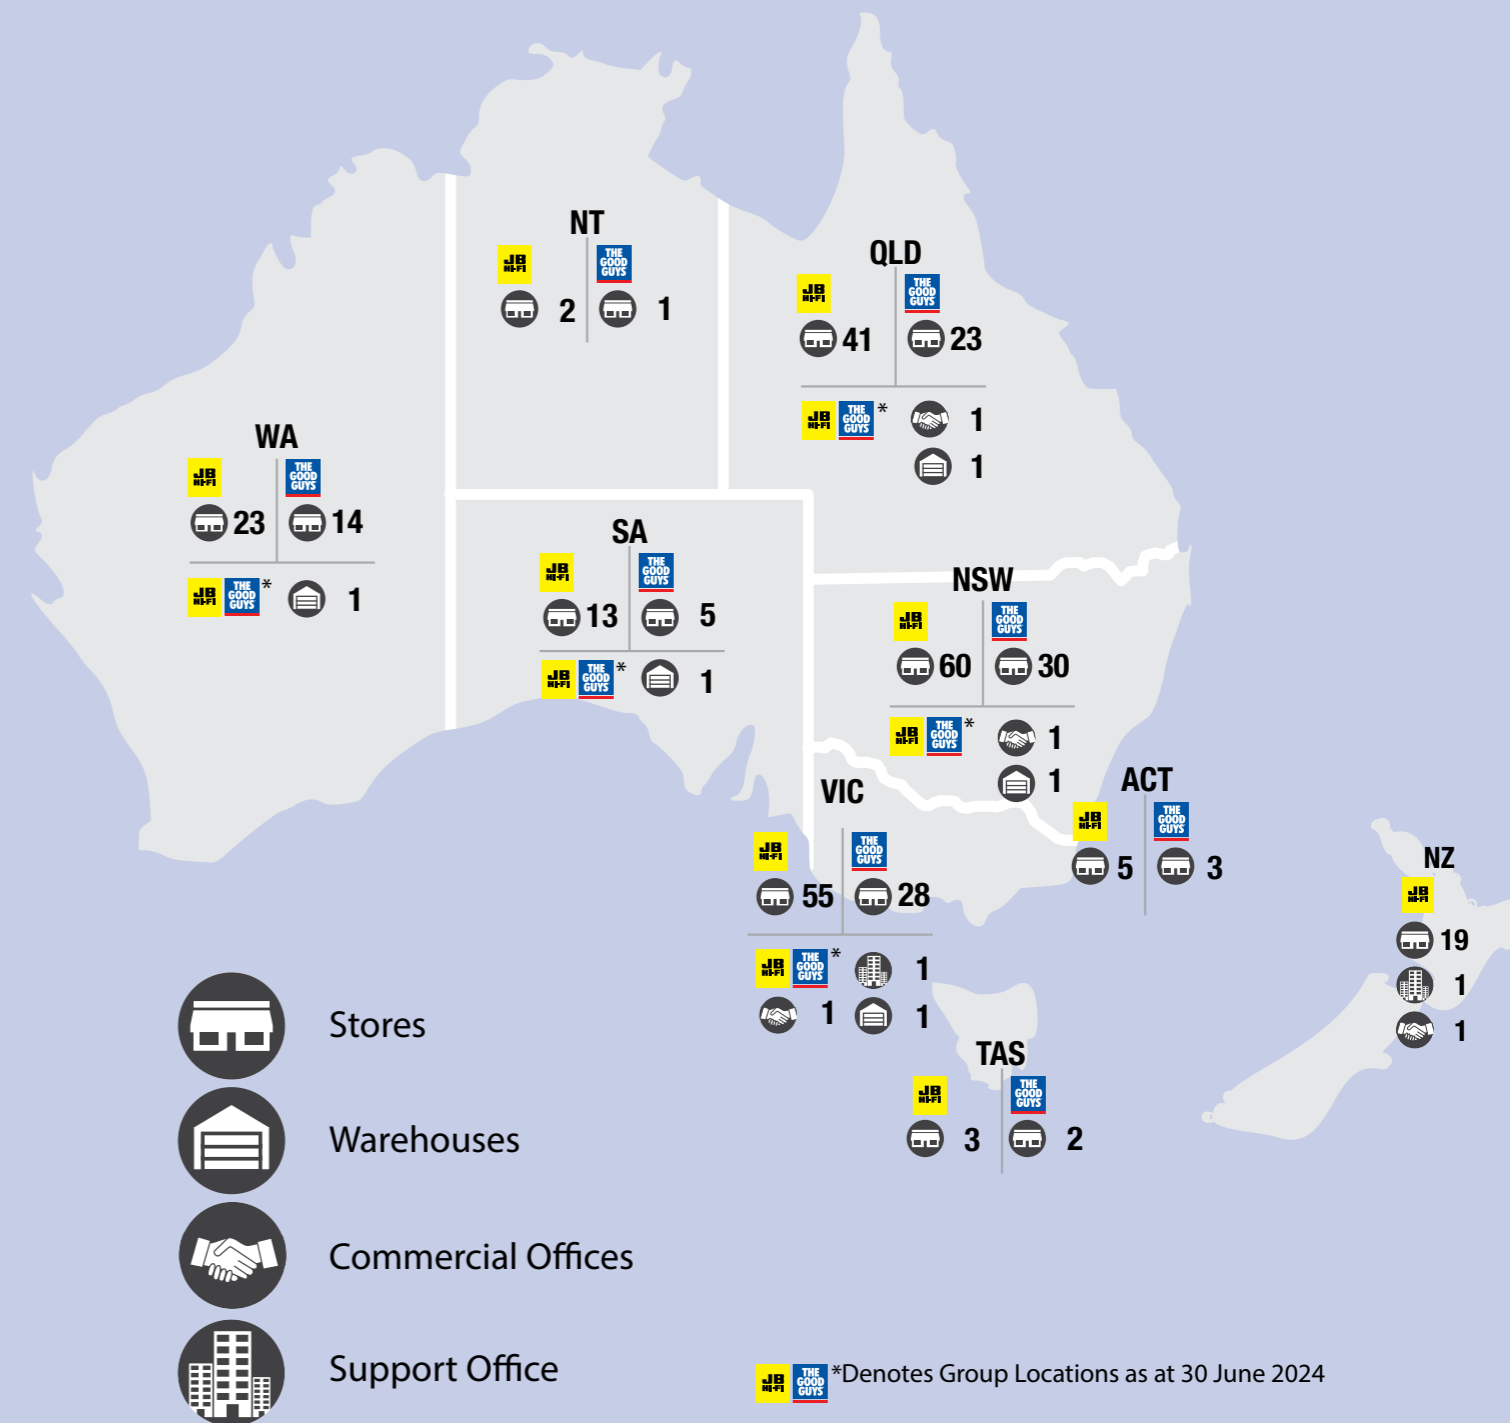 NT
JB HI-FI THE GOOD GUYS
2 1
QLD
JB HI-FI THE GOOD GUYS
41 23
JB HI-FI THE GOOD GUYS * 1
1
WA
JB HI-FI THE GOOD GUYS
23 14
JB HI-FI THE GOOD GUYS * 1
SA
JB HI-FI THE GOOD GUYS
13 5
JB HI-FI THE GOOD GUYS * 1
NSW
JB HI-FI THE GOOD GUYS
60 30
JB HI-FI THE GOOD GUYS * 1
1
ACT
JB HI-FI THE GOOD GUYS
5 3
VIC
JB HI-FI THE GOOD GUYS
55 28
JB HI-FI THE GOOD GUYS * 1
1 1
NZ
JB HI-FI
19
1
1
TAS
JB HI-FI THE GOOD GUYS
3 2
Stores
Warehouses
Commercial Offices
Support Office
JB HI-FI THE GOOD GUYS *Denotes Group Locations as at 30 June 2024